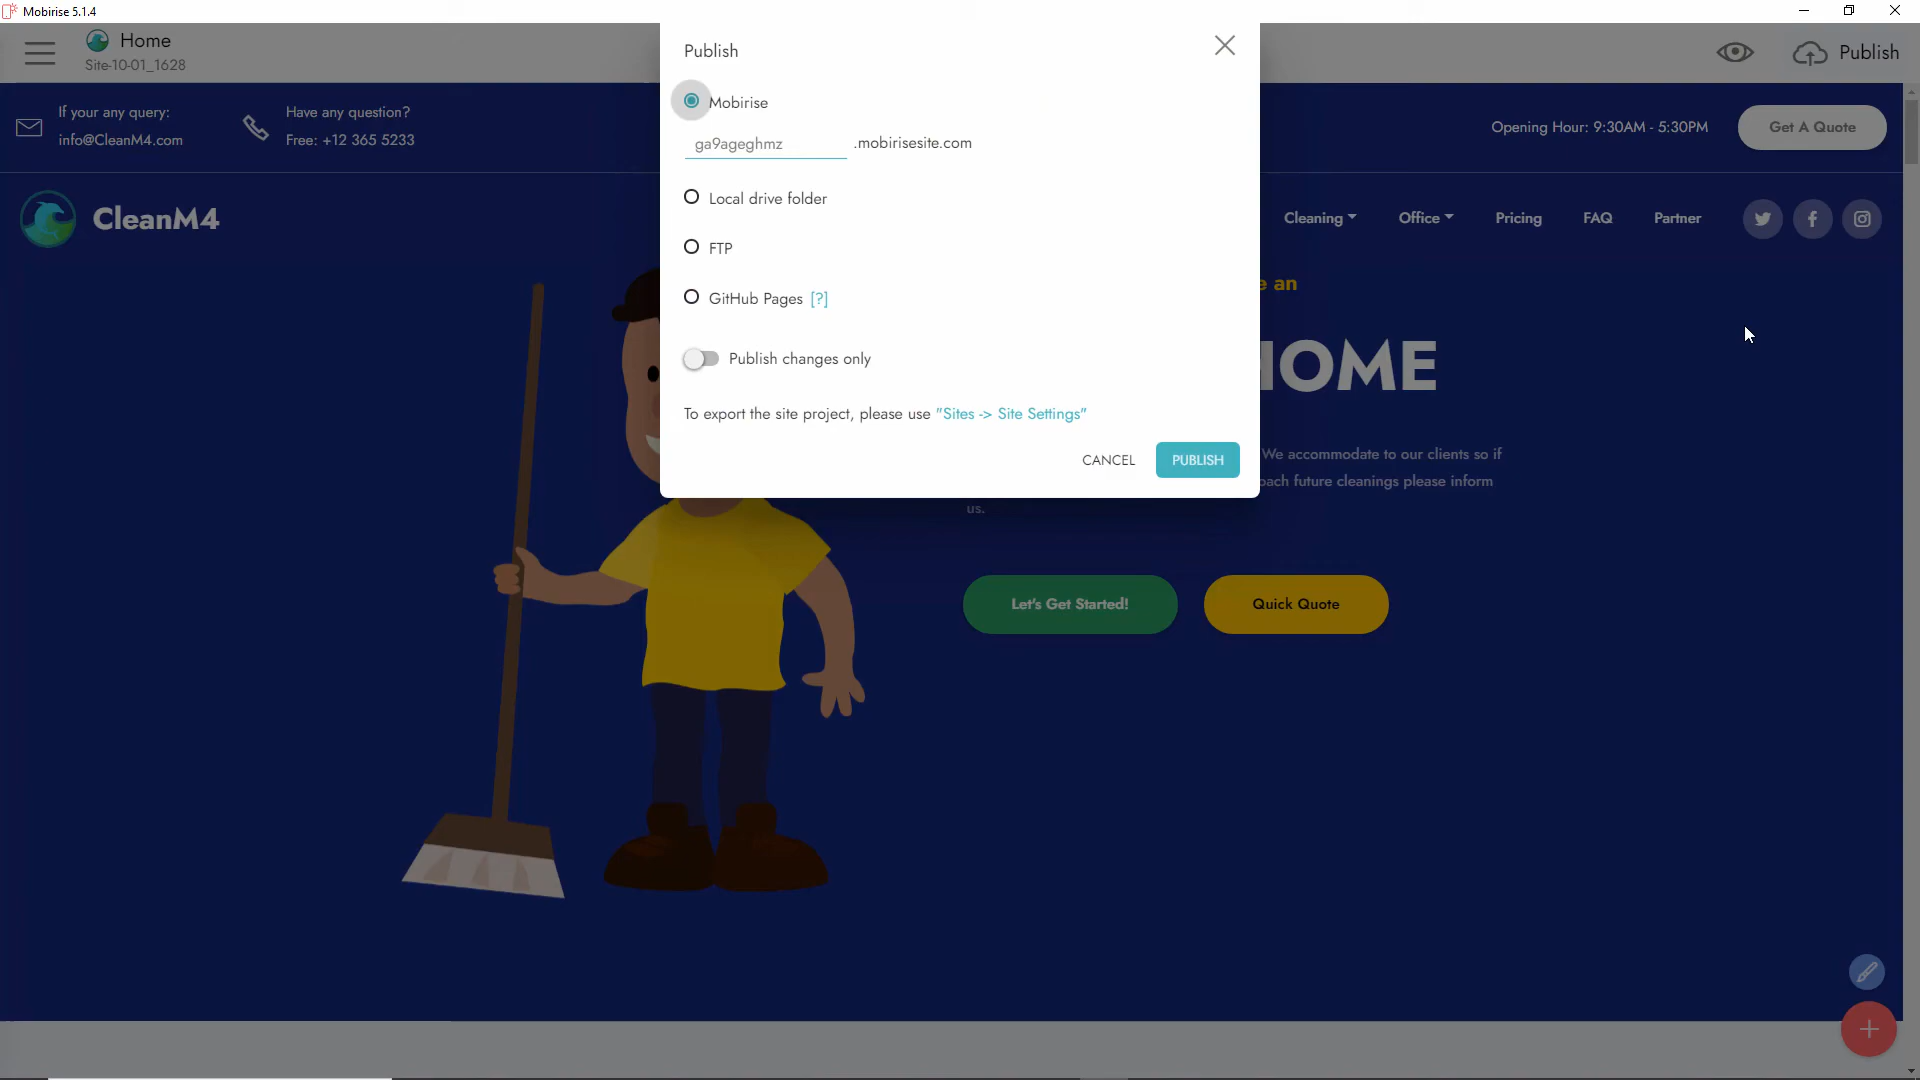 Mobirise 5.1.4
Home
Site-10-01_1628
Publish
Publish
Mobirise
ga9ageghmz .mobirisesite.com
Local drive folder
FTP
GitHub Pages [?]
Publish changes only
To export the site project, please use "Sites -> Site Settings"
CANCEL PUBLISH
If your any query:
info@CleanM4.com
Have any question?
Free: +12 365 5233
Opening Hour: 9:30AM - 5:30PM
Get A Quote
CleanM4
Cleaning Office Pricing FAQ Partner
an
We accommodate to our clients so if
future cleanings please inform
us.
Let's Get Started! Quick Quote